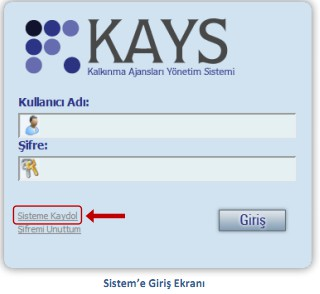 KAYS
Kalkınma Ajansları Yönetim Sistemi
Kullanıcı Adı:
Şifre:
Sisteme Kaydol
Şifremi Unuttum
Giriş
Sistem'e Giriş Ekranı